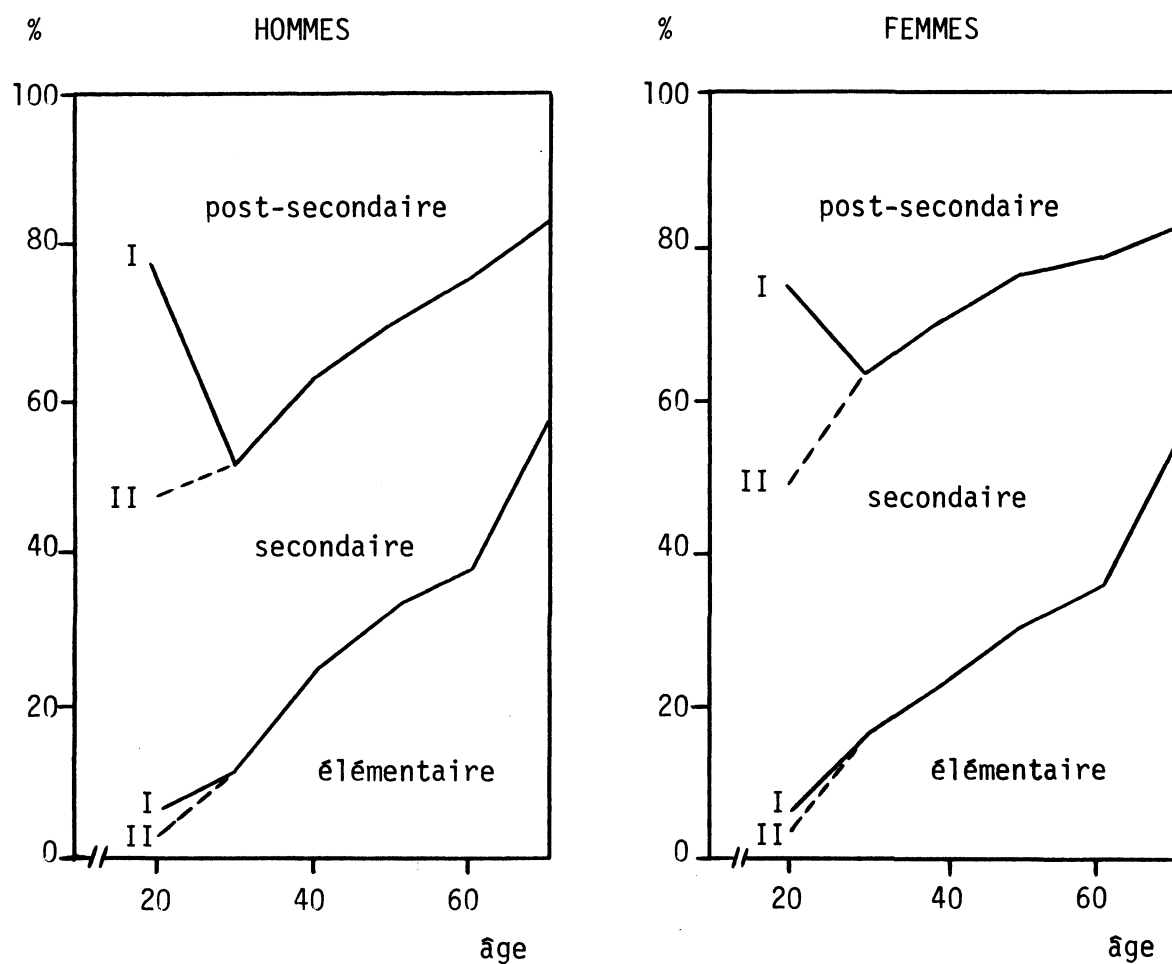 % HOMMES
100
80
60
40
20
0
post-secondaire
I
II
secondaire
élémentaire
I
II
20 40 60
âge
% FEMMES
100
80
60
40
20
0
post-secondaire
I
II
secondaire
élémentaire
I
II
20 40 60
âge